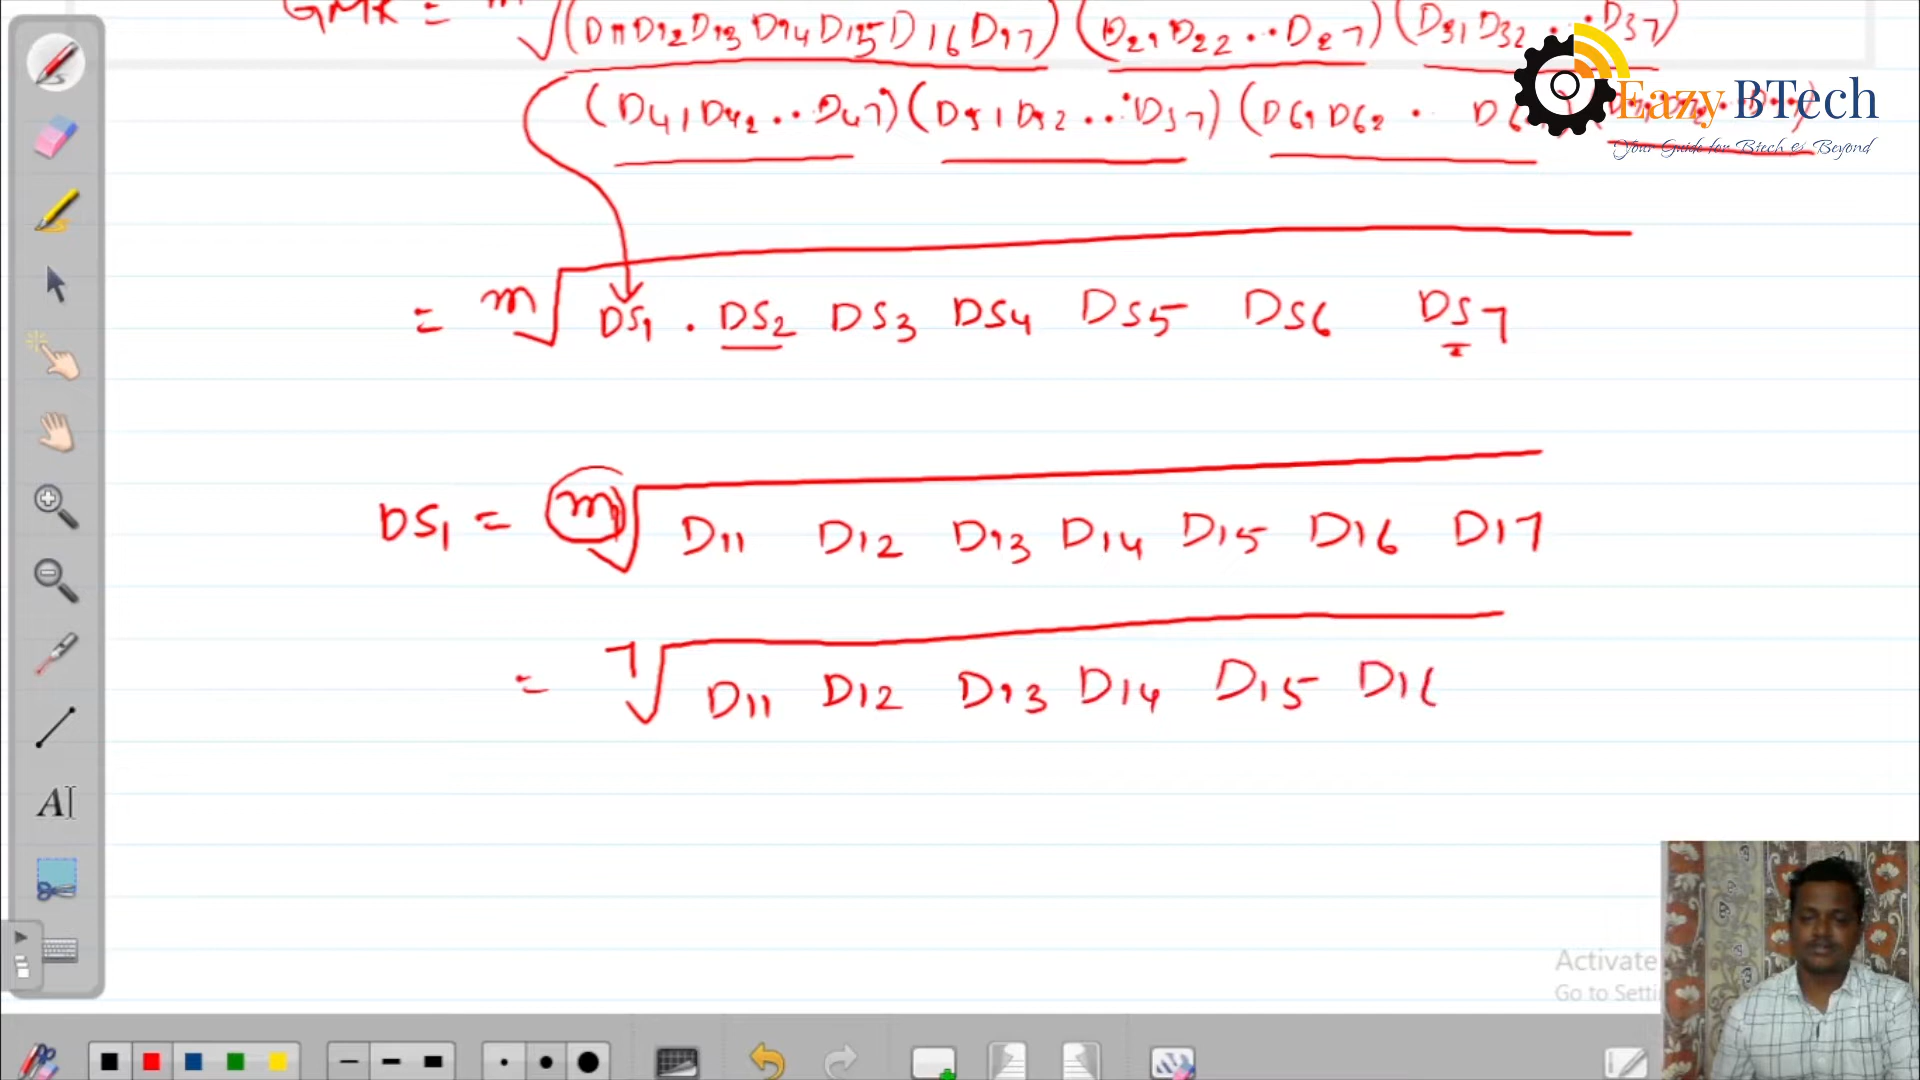 GMR = m√(D11 D12 D13 D14 D15 D16 D17) (D21 D22 ... D27) (D31 D32 ... D37)
(D41 D42 ... D47) (D51 D52 ... D57) (D61 D62 . . D6
Eazy BTech
Your Guide for Btech & Beyond
= m√DS1 . DS2 DS3 DS4 DS5 DS6 DS7
DS1 = m√D11 D12 D13 D14 D15 D16 D17
= 7√D11 D12 D13 D14 D15 D16
A
Activate
Go to Setti